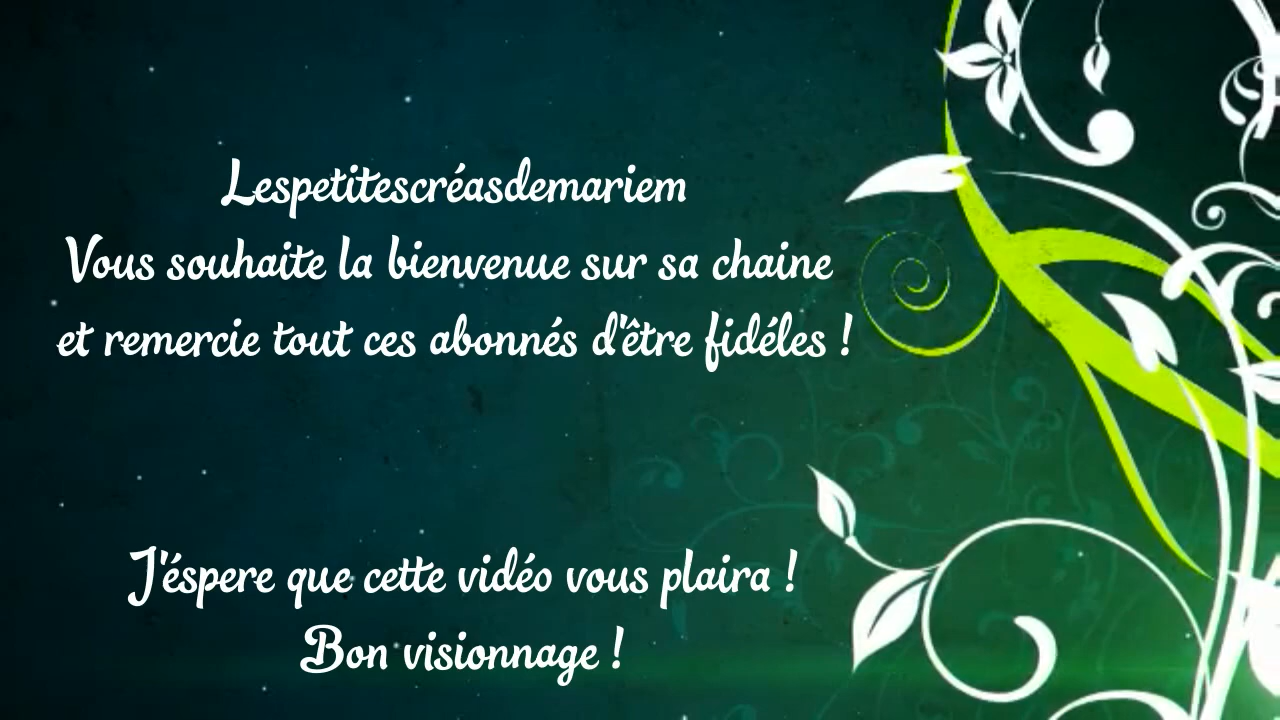 Lespetitescréasdemariem
Vous souhaite la bienvenue sur sa chaine
et remercie tout ces abonnés d'être fidéles !
J'éspere que cette vidéo vous plaira !
Bon visionnage !